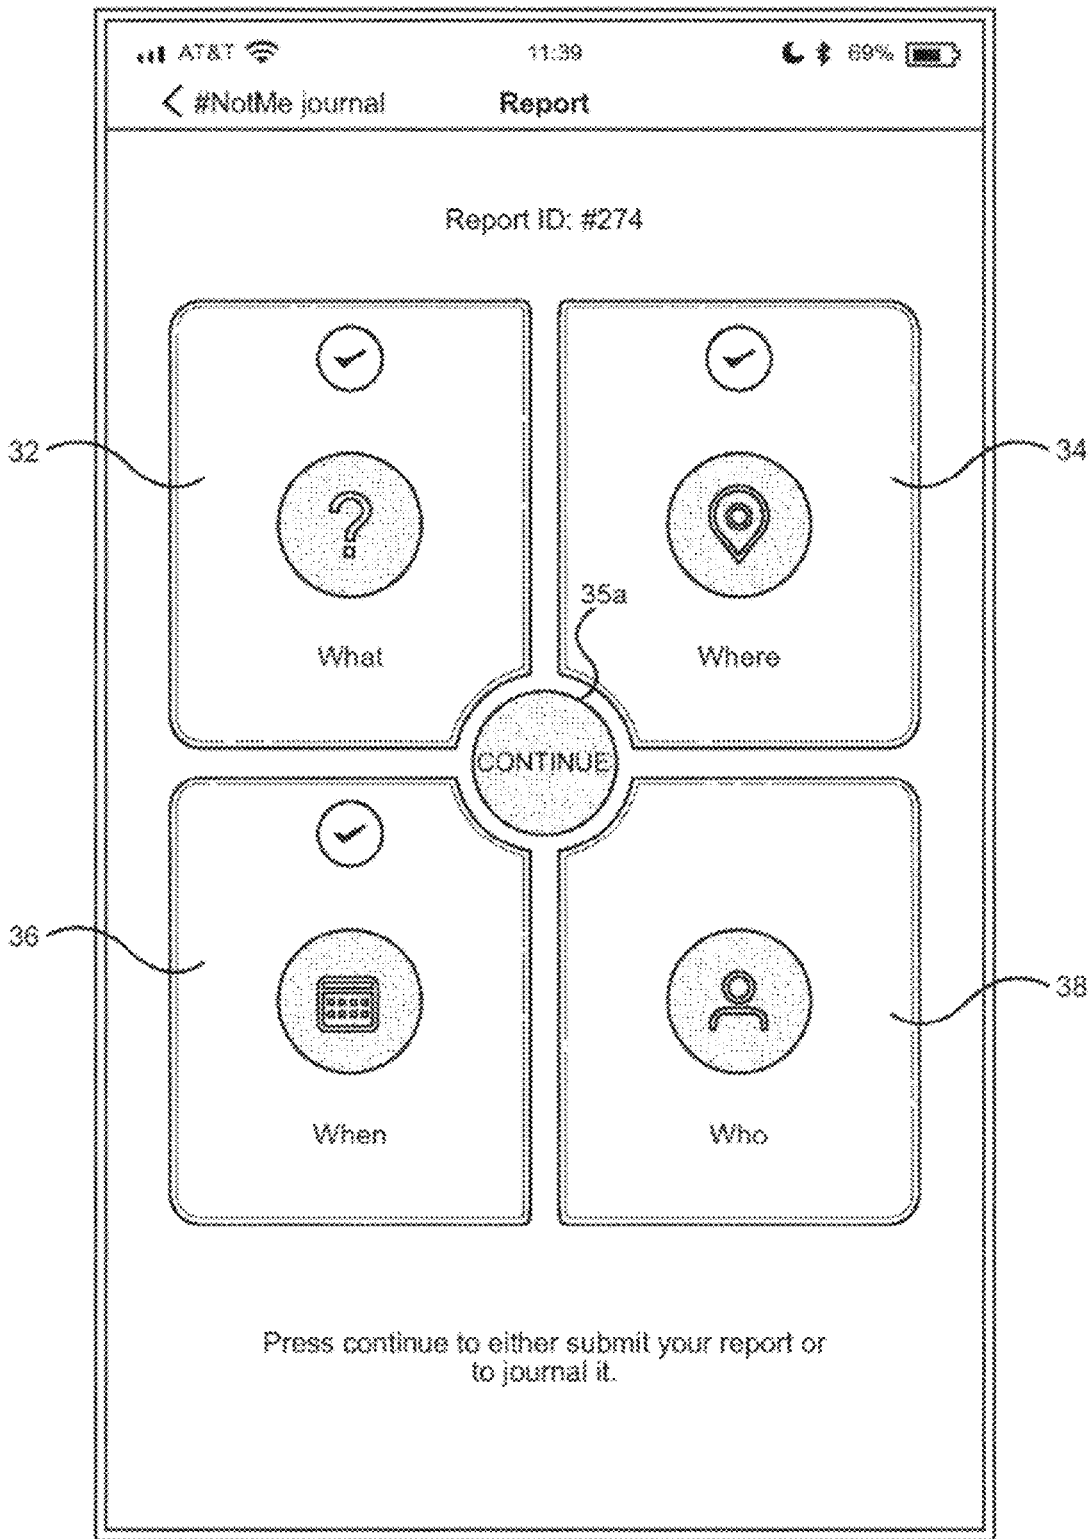 AT&T 11:39 69%
#NotMe journal Report
Report ID: #274
32
34
35a
What Where
CONTINUE
36
38
When Who
Press continue to either submit your report or
to journal it.